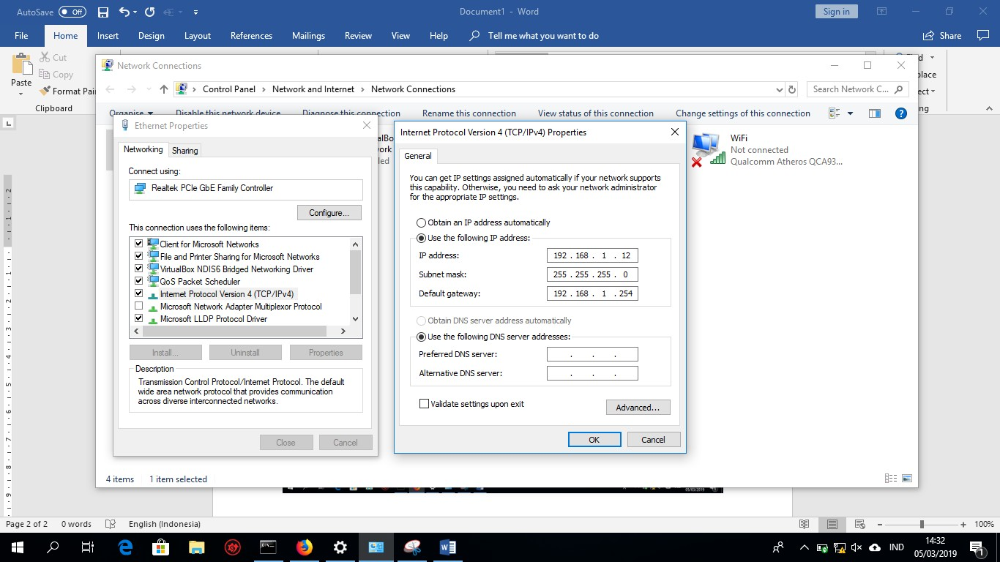 AutoSave Off
Document1 - Word
Sign in
File Home Insert Design Layout References Mailings Review View Help Tell me what you want to do Share
Paste
Cut
Copy
Format
Clipboard
Network Connections
Control Panel > Network and Internet > Network Connections
Search Network C...
Organise Disable this network device Diagnose this connection Rename this connection View status of this connection Change settings of this connection
WiFi
Not connected
Qualcomm Atheros QCA93...
Ethernet Properties
Networking Sharing
Connect using:
Realtek PCIe GbE Family Controller
Configure...
This connection uses the following items:
Client for Microsoft Networks
File and Printer Sharing for Microsoft Networks
VirtualBox NDIS6 Bridged Networking Driver
QoS Packet Scheduler
Internet Protocol Version 4 (TCP/IPv4)
Microsoft Network Adapter Multiplexor Protocol
Microsoft LLDP Protocol Driver
Install... Uninstall Properties
Description
Transmission Control Protocol/Internet Protocol. The default
wide area network protocol that provides communication
across diverse interconnected networks.
Close Cancel
Internet Protocol Version 4 (TCP/IPv4) Properties
General
You can get IP settings assigned automatically if your network supports
this capability. Otherwise, you need to ask your network administrator
for the appropriate IP settings.
Obtain an IP address automatically
Use the following IP address:
IP address: 192 . 168 . 1 . 12
Subnet mask: 255 . 255 . 255 . 0
Default gateway: 192 . 168 . 1 . 254
Obtain DNS server address automatically
Use the following DNS server addresses:
Preferred DNS server: . . .
Alternative DNS server: . . .
Validate settings upon exit
Advanced...
OK Cancel
4 items 1 item selected
Page 2 of 2 0 words English (Indonesia) 100%
IND
14:32
05/03/2019
1